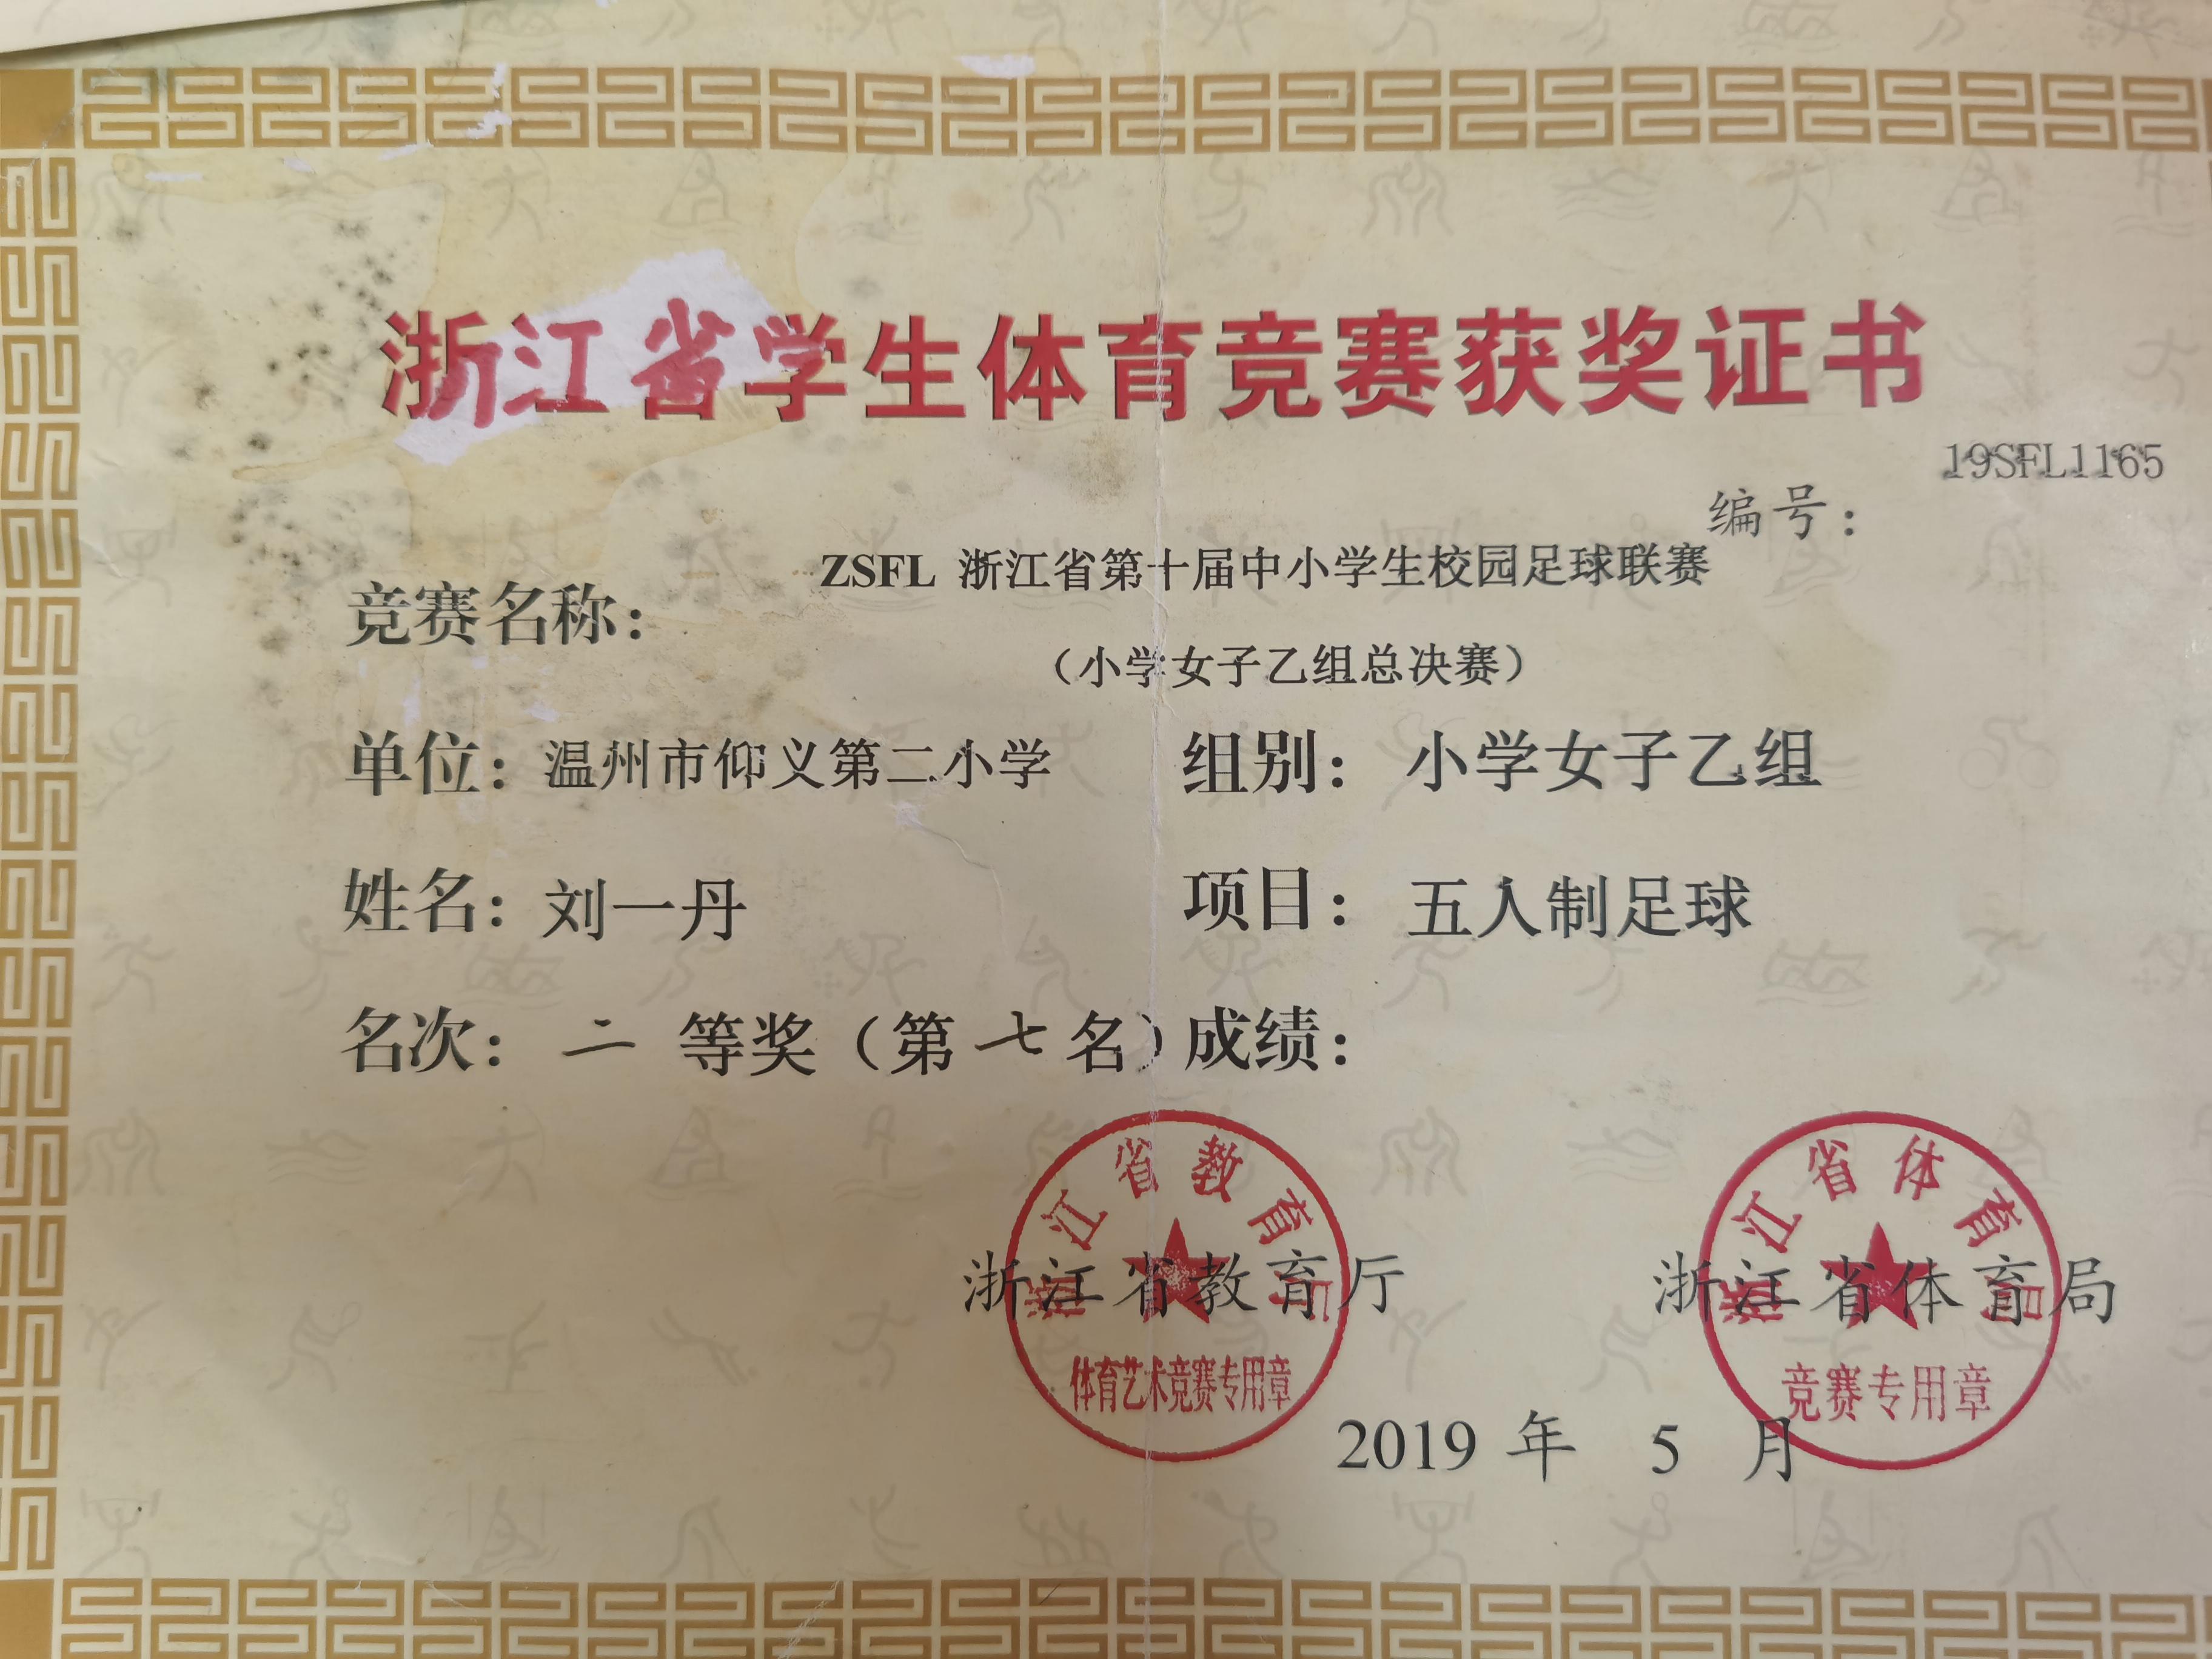 浙江省学生体育竞赛获奖证书
19SFL1165
编号：
ZSFL 浙江省第十届中小学生校园足球联赛
竞赛名称：
（小学女子乙组总决赛）
单位：温州市仰义第二小学 组别：小学女子乙组
姓名：刘一丹 项目：五人制足球
名次：二等奖（第七名）成绩：
浙江省教育厅
体育艺术竞赛专用章
浙江省体育局
竞赛专用章
浙江省教育厅 浙江省体育局
2019 年 5 月